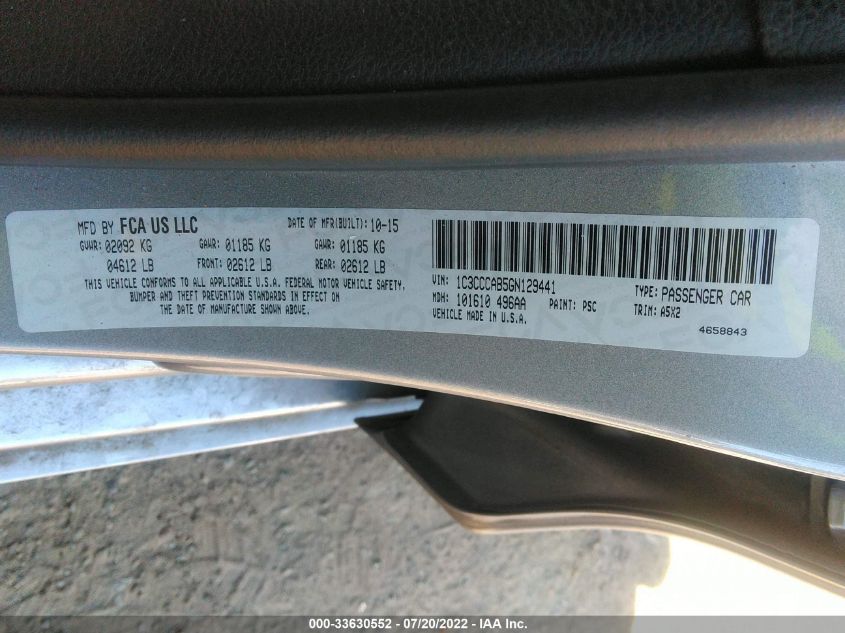 MFD BY FCA US LLC DATE OF MFR(BUILT): 10-15
GVWR: 02092 KG GAWR: 01185 KG GAWR: 01185 KG
04612 LB FRONT: 02612 LB REAR: 02612 LB
THIS VEHICLE CONFORMS TO ALL APPLICABLE U.S.A. FEDERAL MOTOR VEHICLE SAFETY,
BUMPER AND THEFT PREVENTION STANDARDS IN EFFECT ON
THE DATE OF MANUFACTURE SHOWN ABOVE.
VIN: 1C3CCCAB5GN129441 TYPE: PASSENGER CAR
MDH: 101610 496AA PAINT: PSC TRIM: A5X2
VEHICLE MADE IN U.S.A. 4658843
000-33630552 - 07/20/2022 - IAA Inc.